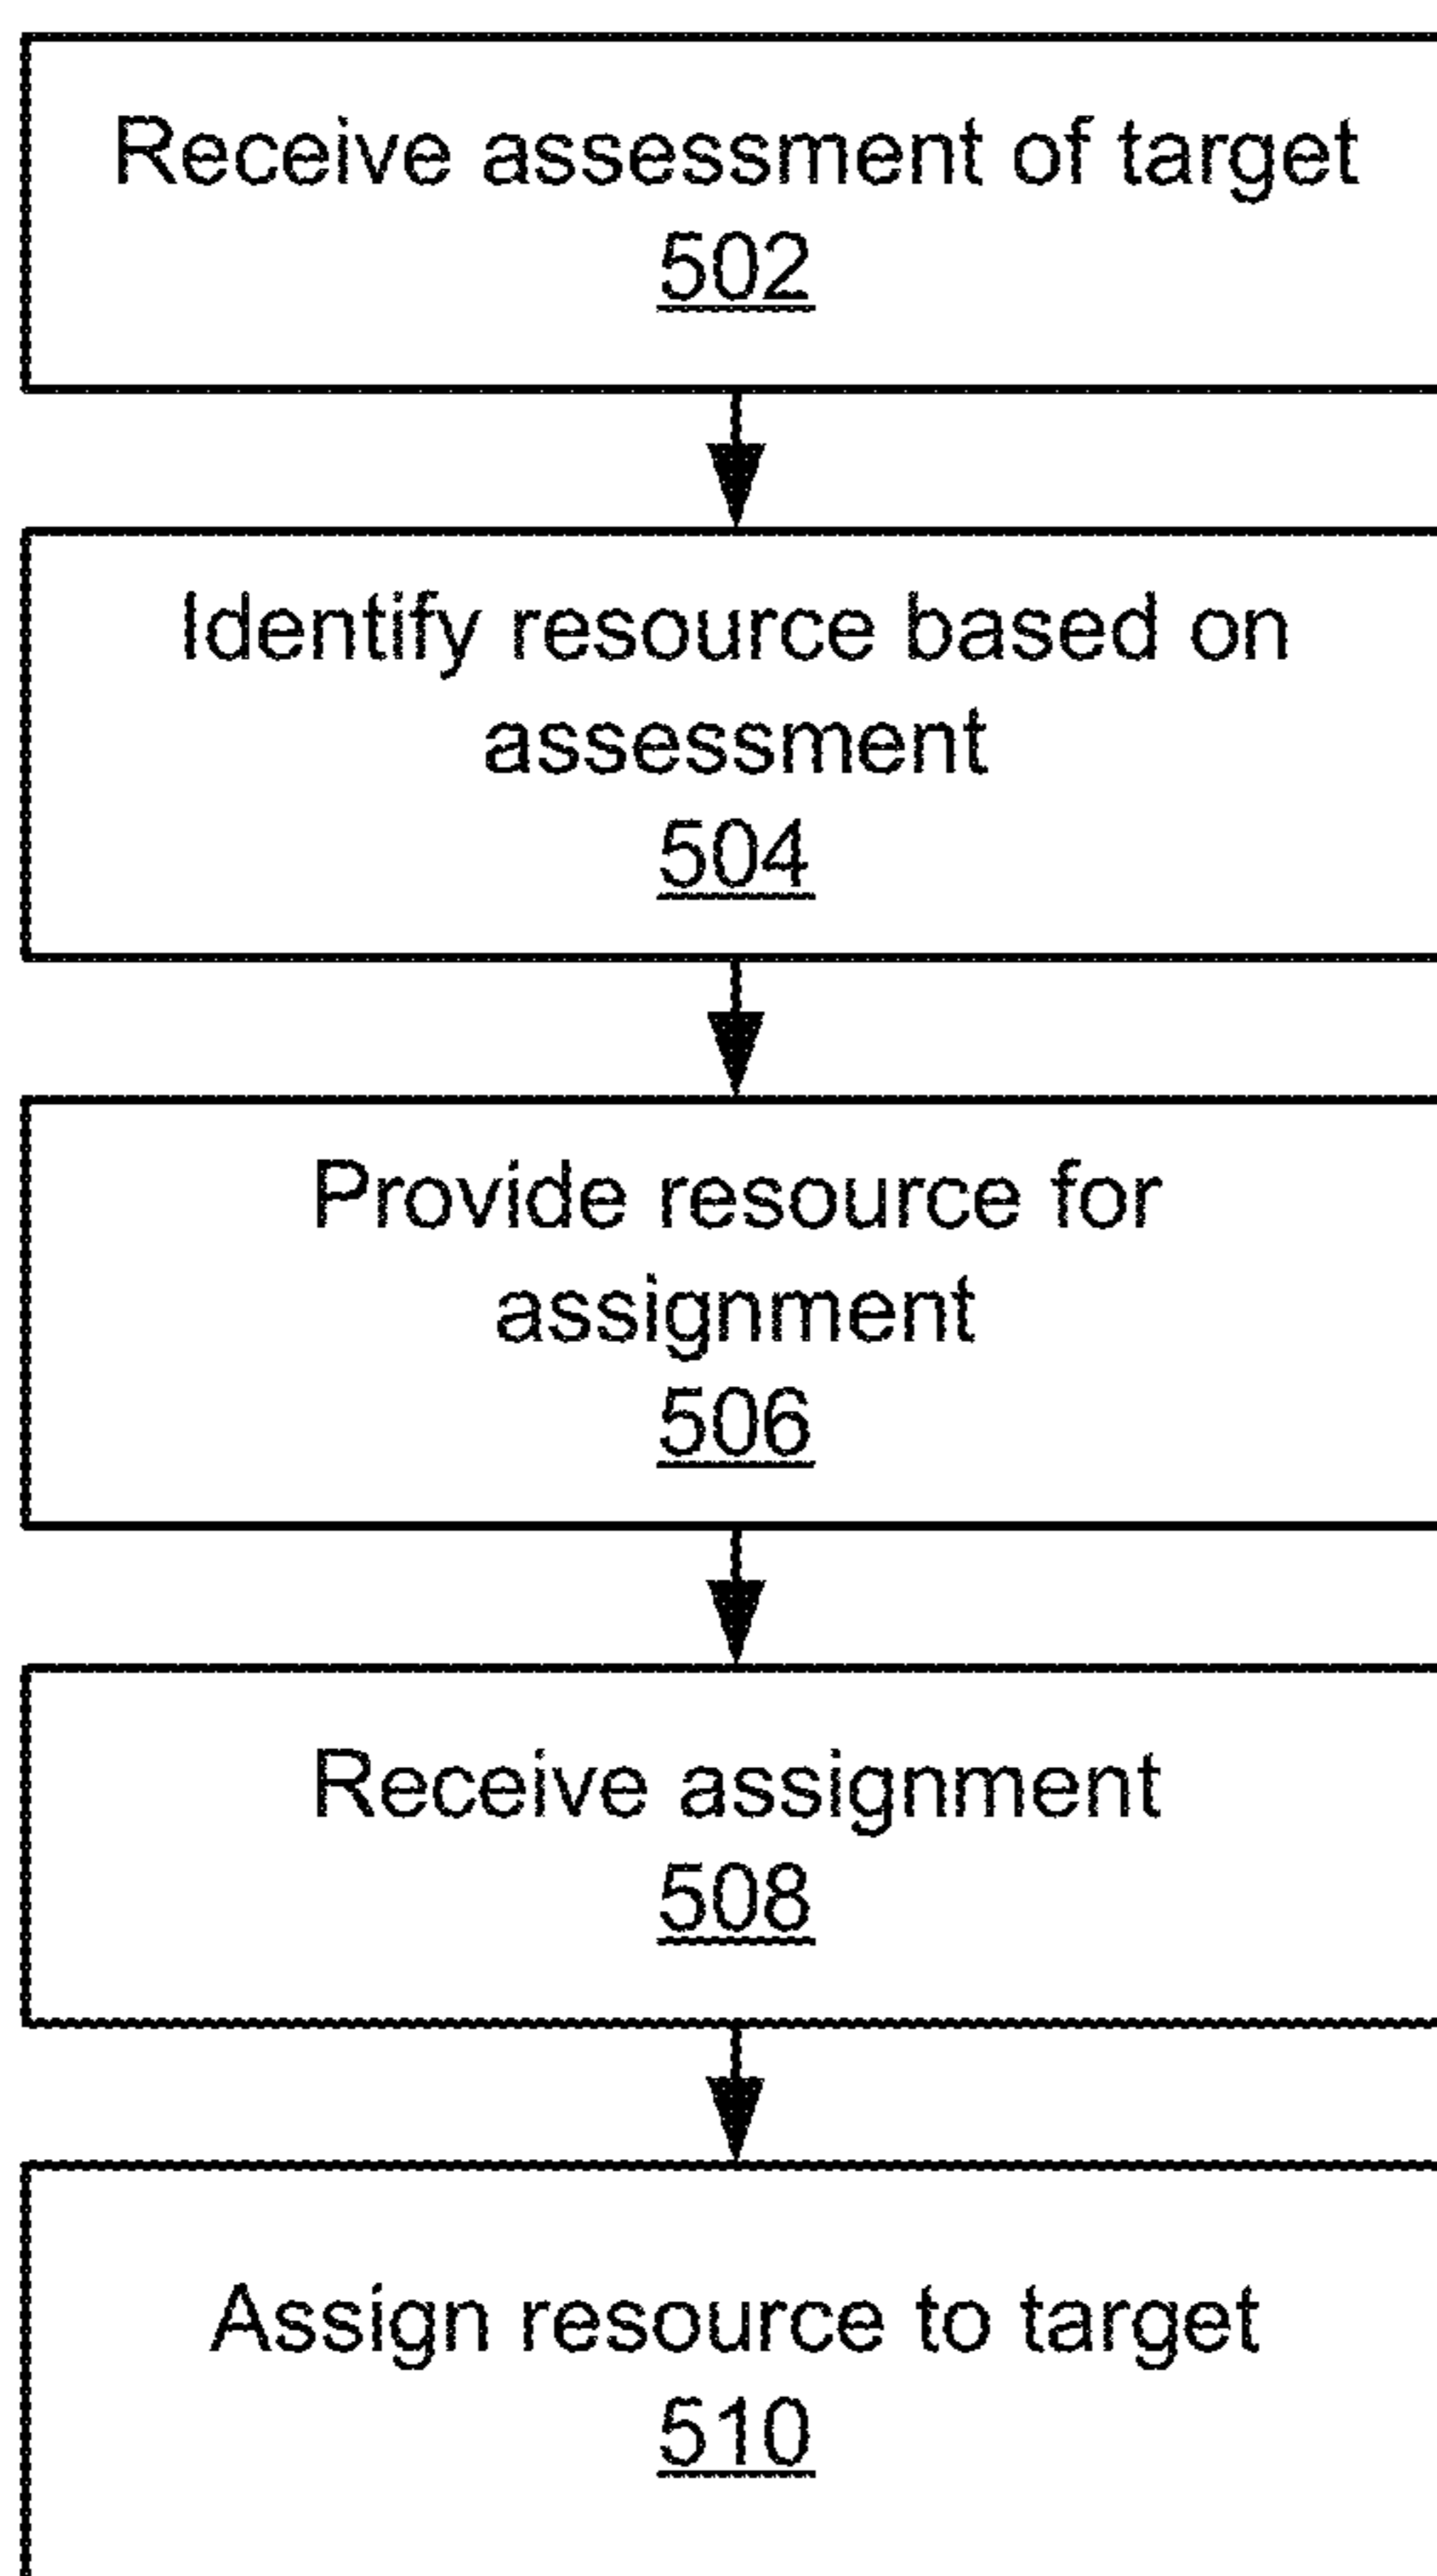 Receive assessment of target
502
Identify resource based on
assessment
504
Provide resource for
assignment
506
Receive assignment
508
Assign resource to target
510